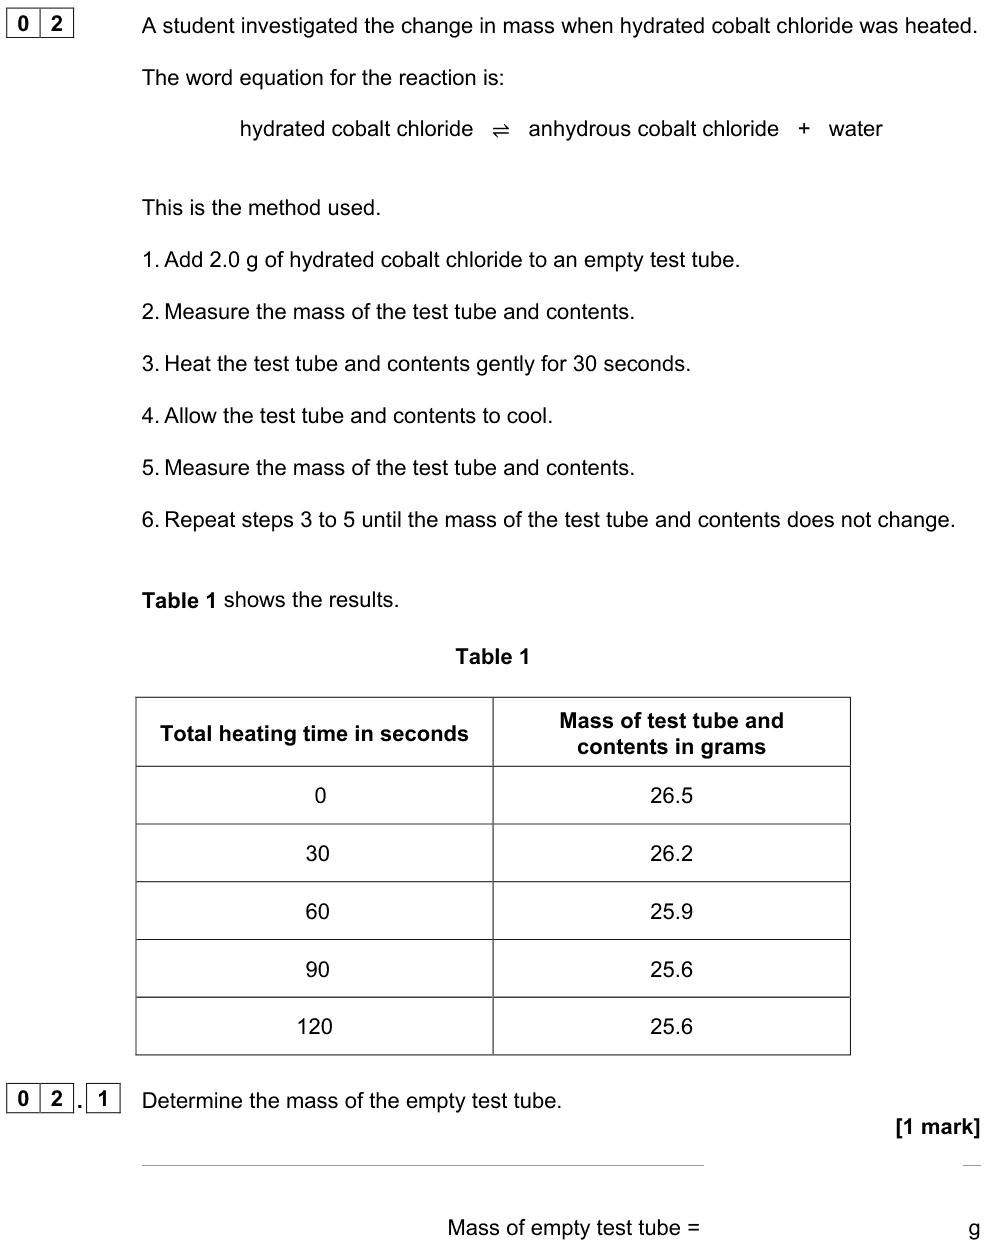 0 2 A student investigated the change in mass when hydrated cobalt chloride was heated.
The word equation for the reaction is:
hydrated cobalt chloride ⇌ anhydrous cobalt chloride + water
This is the method used.
1. Add 2.0 g of hydrated cobalt chloride to an empty test tube.
2. Measure the mass of the test tube and contents.
3. Heat the test tube and contents gently for 30 seconds.
4. Allow the test tube and contents to cool.
5. Measure the mass of the test tube and contents.
6. Repeat steps 3 to 5 until the mass of the test tube and contents does not change.
Table 1 shows the results.
Table 1
Total heating time in seconds Mass of test tube and
contents in grams
0 26.5
30 26.2
60 25.9
90 25.6
120 25.6
0 2 . 1 Determine the mass of the empty test tube.
[1 mark]
Mass of empty test tube = g